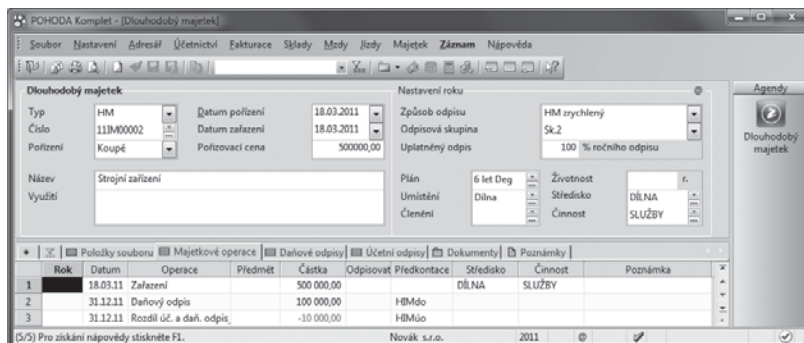 POHODA Komplet - [Dlouhodobý majetek]
Soubor Nastavení Adresář Účetnictví Fakturace Sklady Mzdy Jízdy Majetek Záznam Nápověda
Dlouhodobý majetek
Nastavení roku
Agendy
Typ HM Datum pořízení 18.03.2011 Způsob odpisu HM zrychlený
Číslo 11IM00002 Datum zařazení 18.03.2011 Odpisová skupina Sk.2
Pořízení Koupě Pořizovací cena 500000,00 Uplatněný odpis 100 % ročního odpisu
Dlouhodobý majetek
Název Strojní zařízení Plán 6 let Deg Životnost r.
Využití Umístění Dílna Středisko DÍLNA
Členění Činnost SLUŽBY
Položky souboru Majetkové operace Daňové odpisy Účetní odpisy Dokumenty Poznámky
Rok Datum Operace Předmět Částka Odpisovat Předkontace Středisko Činnost Poznámka
1 18.03.11 Zařazení 500 000,00 DÍLNA SLUŽBY
2 31.12.11 Daňový odpis 100 000,00 HIMdo
3 31.12.11 Rozdíl úč. a daň. odpis -10 000,00 HIMúo
(5/5) Pro získání nápovědy stiskněte F1. Novák s.r.o. 2011 @